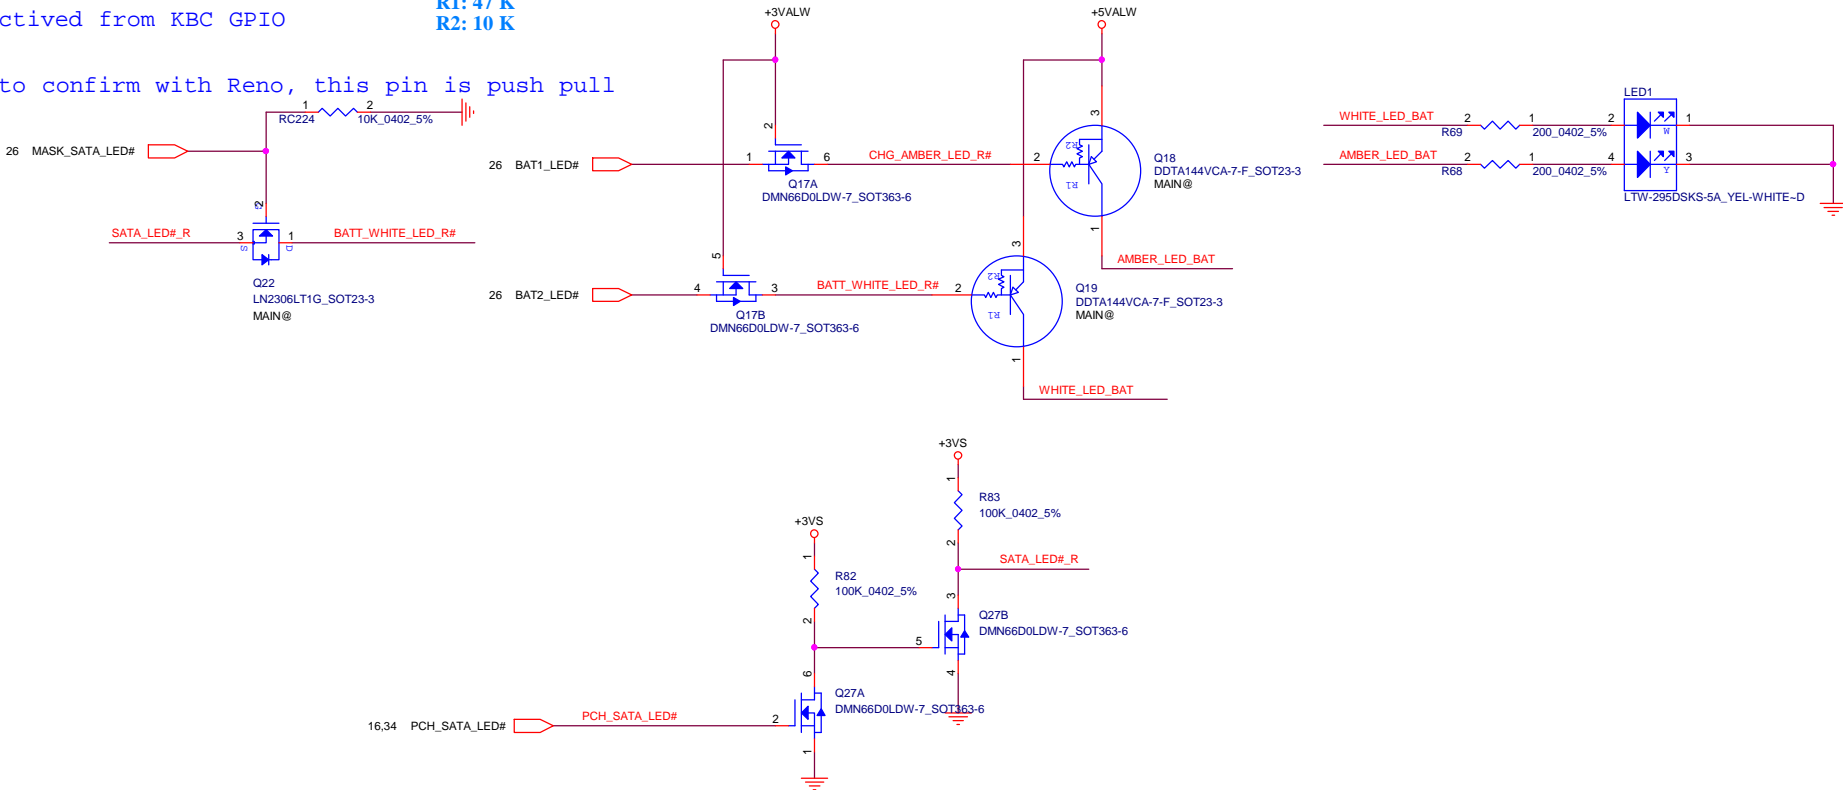 R1: 47 K
ctived from KBC GPIO
R2: 10 K
to confirm with Reno, this pin is push pull
1 2
RC224 10K_0402_5%
26 MASK_SATA_LED#
2
G
SATA_LED#_R 3 1 BATT_WHITE_LED_R#
S D
Q22
LN2306LT1G_SOT23-3
MAIN@
+3VALW
+5VALW
2
3
26 BAT1_LED# 1 6 CHG_AMBER_LED_R# 2
R2
R1
Q17A
DMN66D0LDW-7_SOT363-6
Q18
DDTA144VCA-7-F_SOT23-3
MAIN@
1
AMBER_LED_BAT
5
3
26 BAT2_LED# 4 3 BATT_WHITE_LED_R# 2
R2
R1
Q17B
DMN66D0LDW-7_SOT363-6
Q19
DDTA144VCA-7-F_SOT23-3
MAIN@
1
WHITE_LED_BAT
LED1
WHITE_LED_BAT 2 1 2 1
R69 200_0402_5% W
AMBER_LED_BAT 2 1 4 3
R68 200_0402_5% Y
LTW-295DSKS-5A_YEL-WHITE~D
+3VS
1
R83
100K_0402_5%
2
SATA_LED#_R
+3VS
1
R82
100K_0402_5%
2
3
Q27B
DMN66D0LDW-7_SOT363-6
5
4
6
Q27A
DMN66D0LDW-7_SOT363-6
16,34 PCH_SATA_LED# PCH_SATA_LED# 2
1